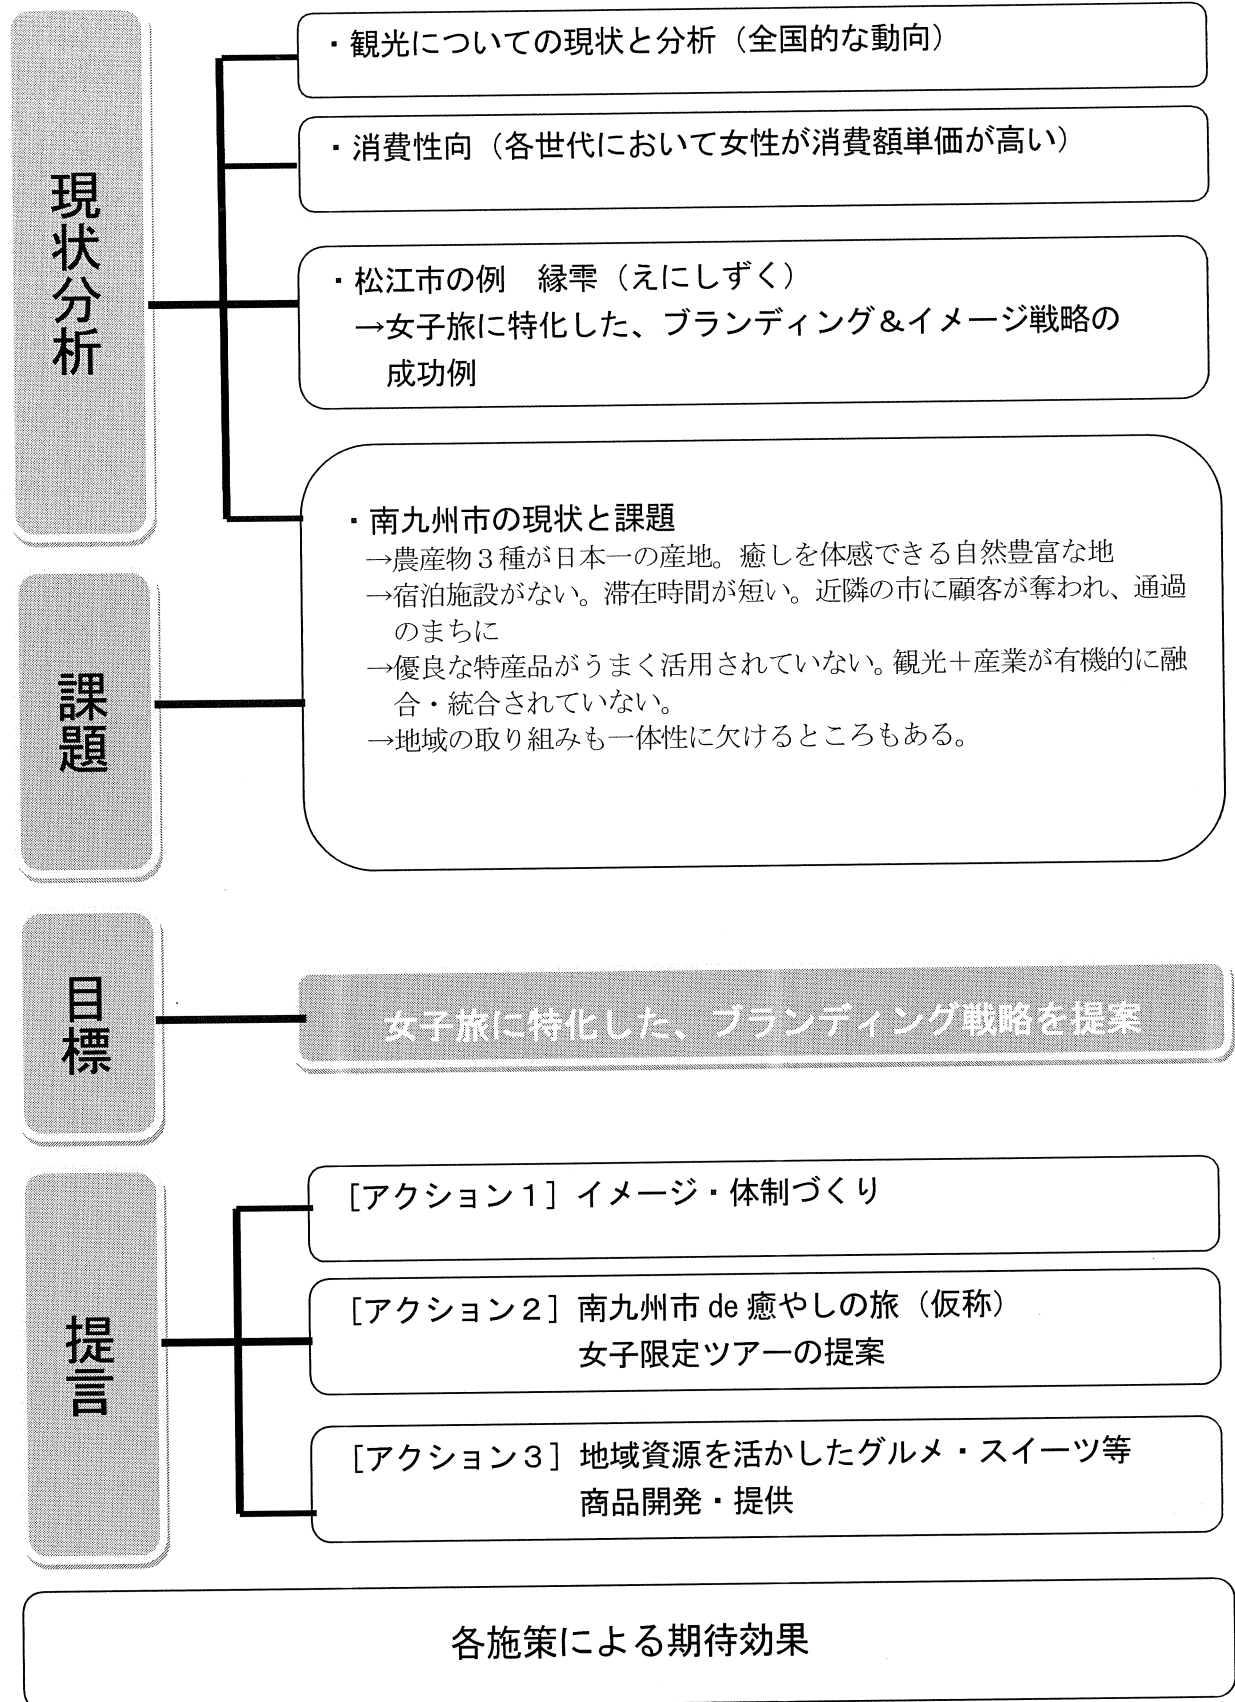 現状分析
・観光についての現状と分析（全国的な動向）
・消費性向（各世代において女性が消費額単価が高い）
・松江市の例　縁雫（えにしずく）
→女子旅に特化した、ブランディング＆イメージ戦略の
成功例
・南九州市の現状と課題
→農産物３種が日本一の産地。癒しを体感できる自然豊富な地
→宿泊施設がない。滞在時間が短い。近隣の市に顧客が奪われ、通過
のまちに
→優良な特産品がうまく活用されていない。観光＋産業が有機的に融
合・統合されていない。
→地域の取り組みも一体性に欠けるところもある。
課題
目標
女子旅に特化した、ブランディング戦略を提案
提言
［アクション１］イメージ・体制づくり
［アクション２］南九州市 de 癒やしの旅（仮称）
女子限定ツアーの提案
［アクション３］地域資源を活かしたグルメ・スイーツ等
商品開発・提供
各施策による期待効果